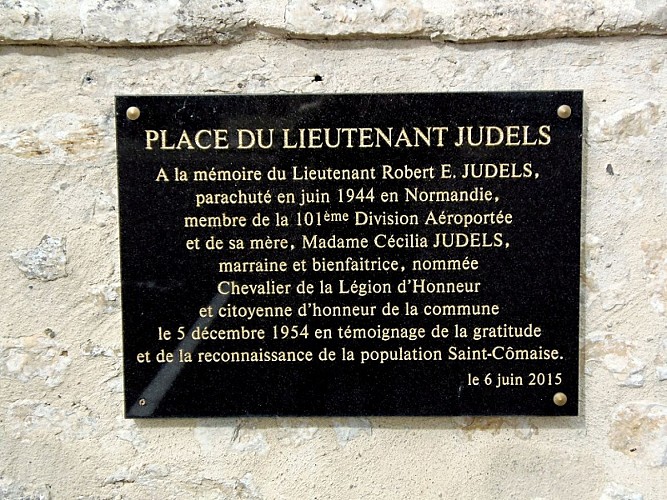 PLACE DU LIEUTENANT JUDELS
A la mémoire du Lieutenant Robert E. JUDELS,
parachuté en juin 1944 en Normandie,
membre de la 101ème Division Aéroportée
et de sa mère, Madame Cécilia JUDELS,
marraine et bienfaitrice, nommée
Chevalier de la Légion d'Honneur
et citoyenne d'honneur de la commune
le 5 décembre 1954 en témoignage de la gratitude
et de la reconnaissance de la population Saint-Cômaise.
le 6 juin 2015